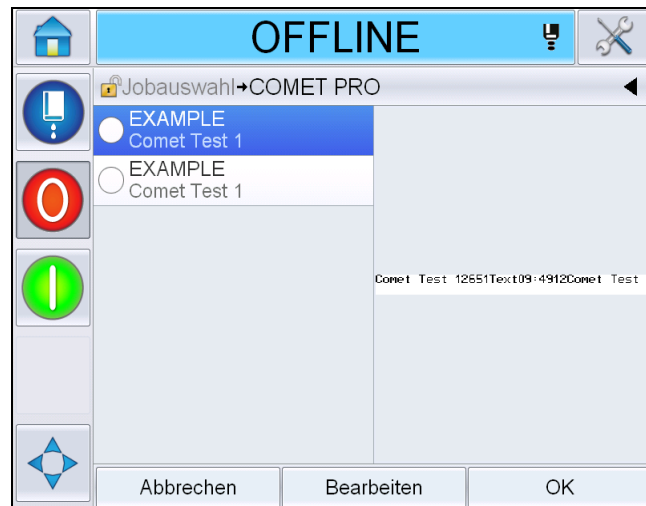 OFFLINE
Jobauswahl→COMET PRO
EXAMPLE
Comet Test 1
EXAMPLE
Comet Test 1
Comet Test 12651Text09:4912Comet Test
Abbrechen
Bearbeiten
OK